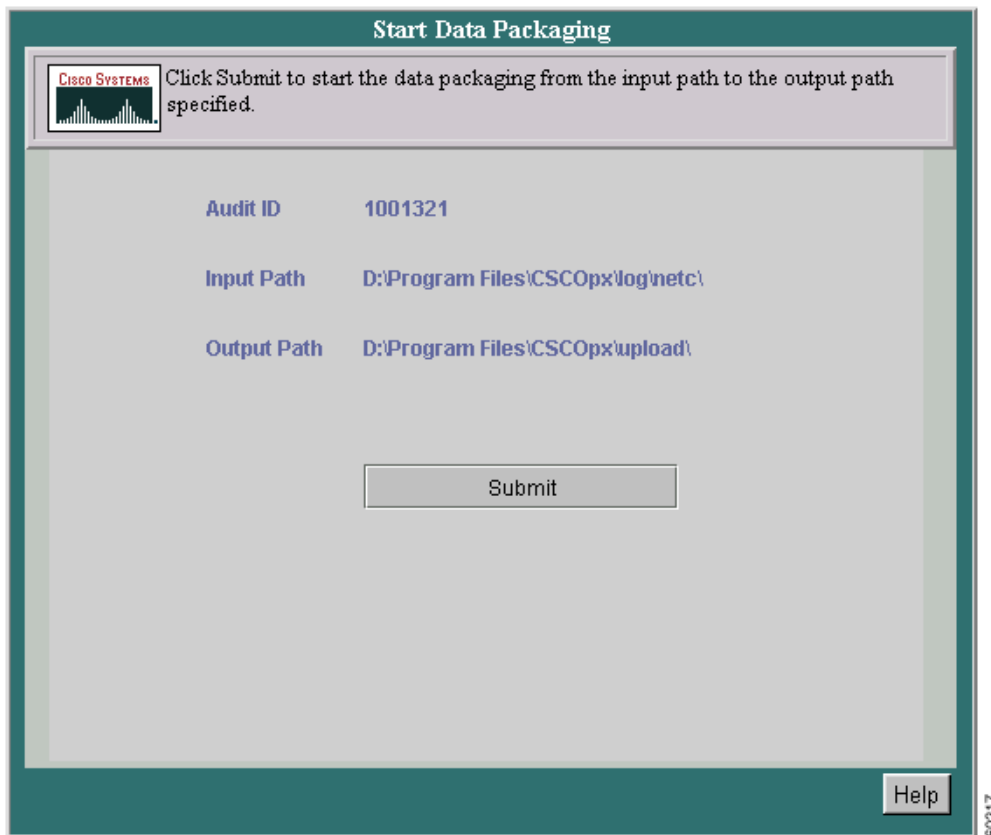 Start Data Packaging
CISCO SYSTEMS
Click Submit to start the data packaging from the input path to the output path
specified.
Audit ID 1001321
Input Path D:\Program Files\CSCOpx\log\netc\
Output Path D:\Program Files\CSCOpx\upload\
Submit
Help